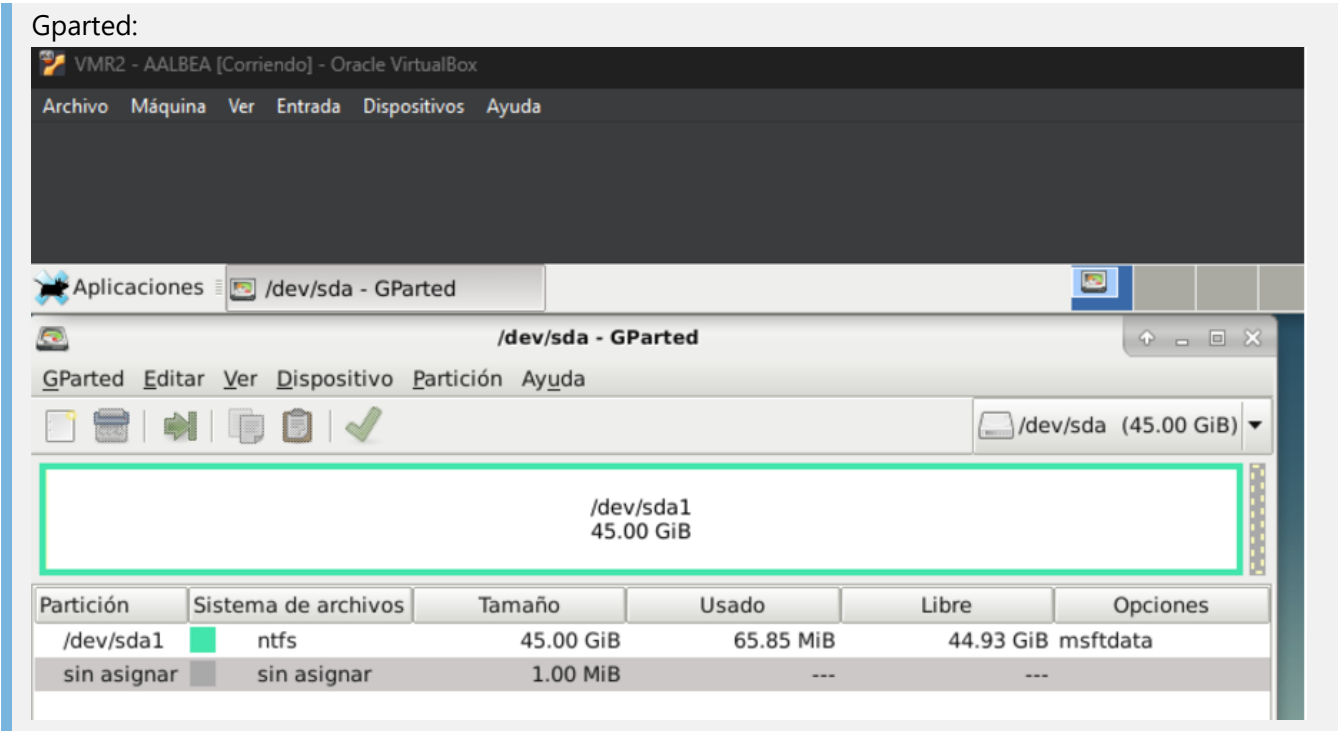 Gparted:
VMR2 - AALBEA [Corriendo] - Oracle VirtualBox
Archivo Máquina Ver Entrada Dispositivos Ayuda
Aplicaciones /dev/sda - GParted
/dev/sda - GParted
GParted Editar Ver Dispositivo Partición Ayuda
/dev/sda (45.00 GiB)
/dev/sda1
45.00 GiB
Partición Sistema de archivos Tamaño Usado Libre Opciones
/dev/sda1 ntfs 45.00 GiB 65.85 MiB 44.93 GiB msftdata
sin asignar sin asignar 1.00 MiB --- ---